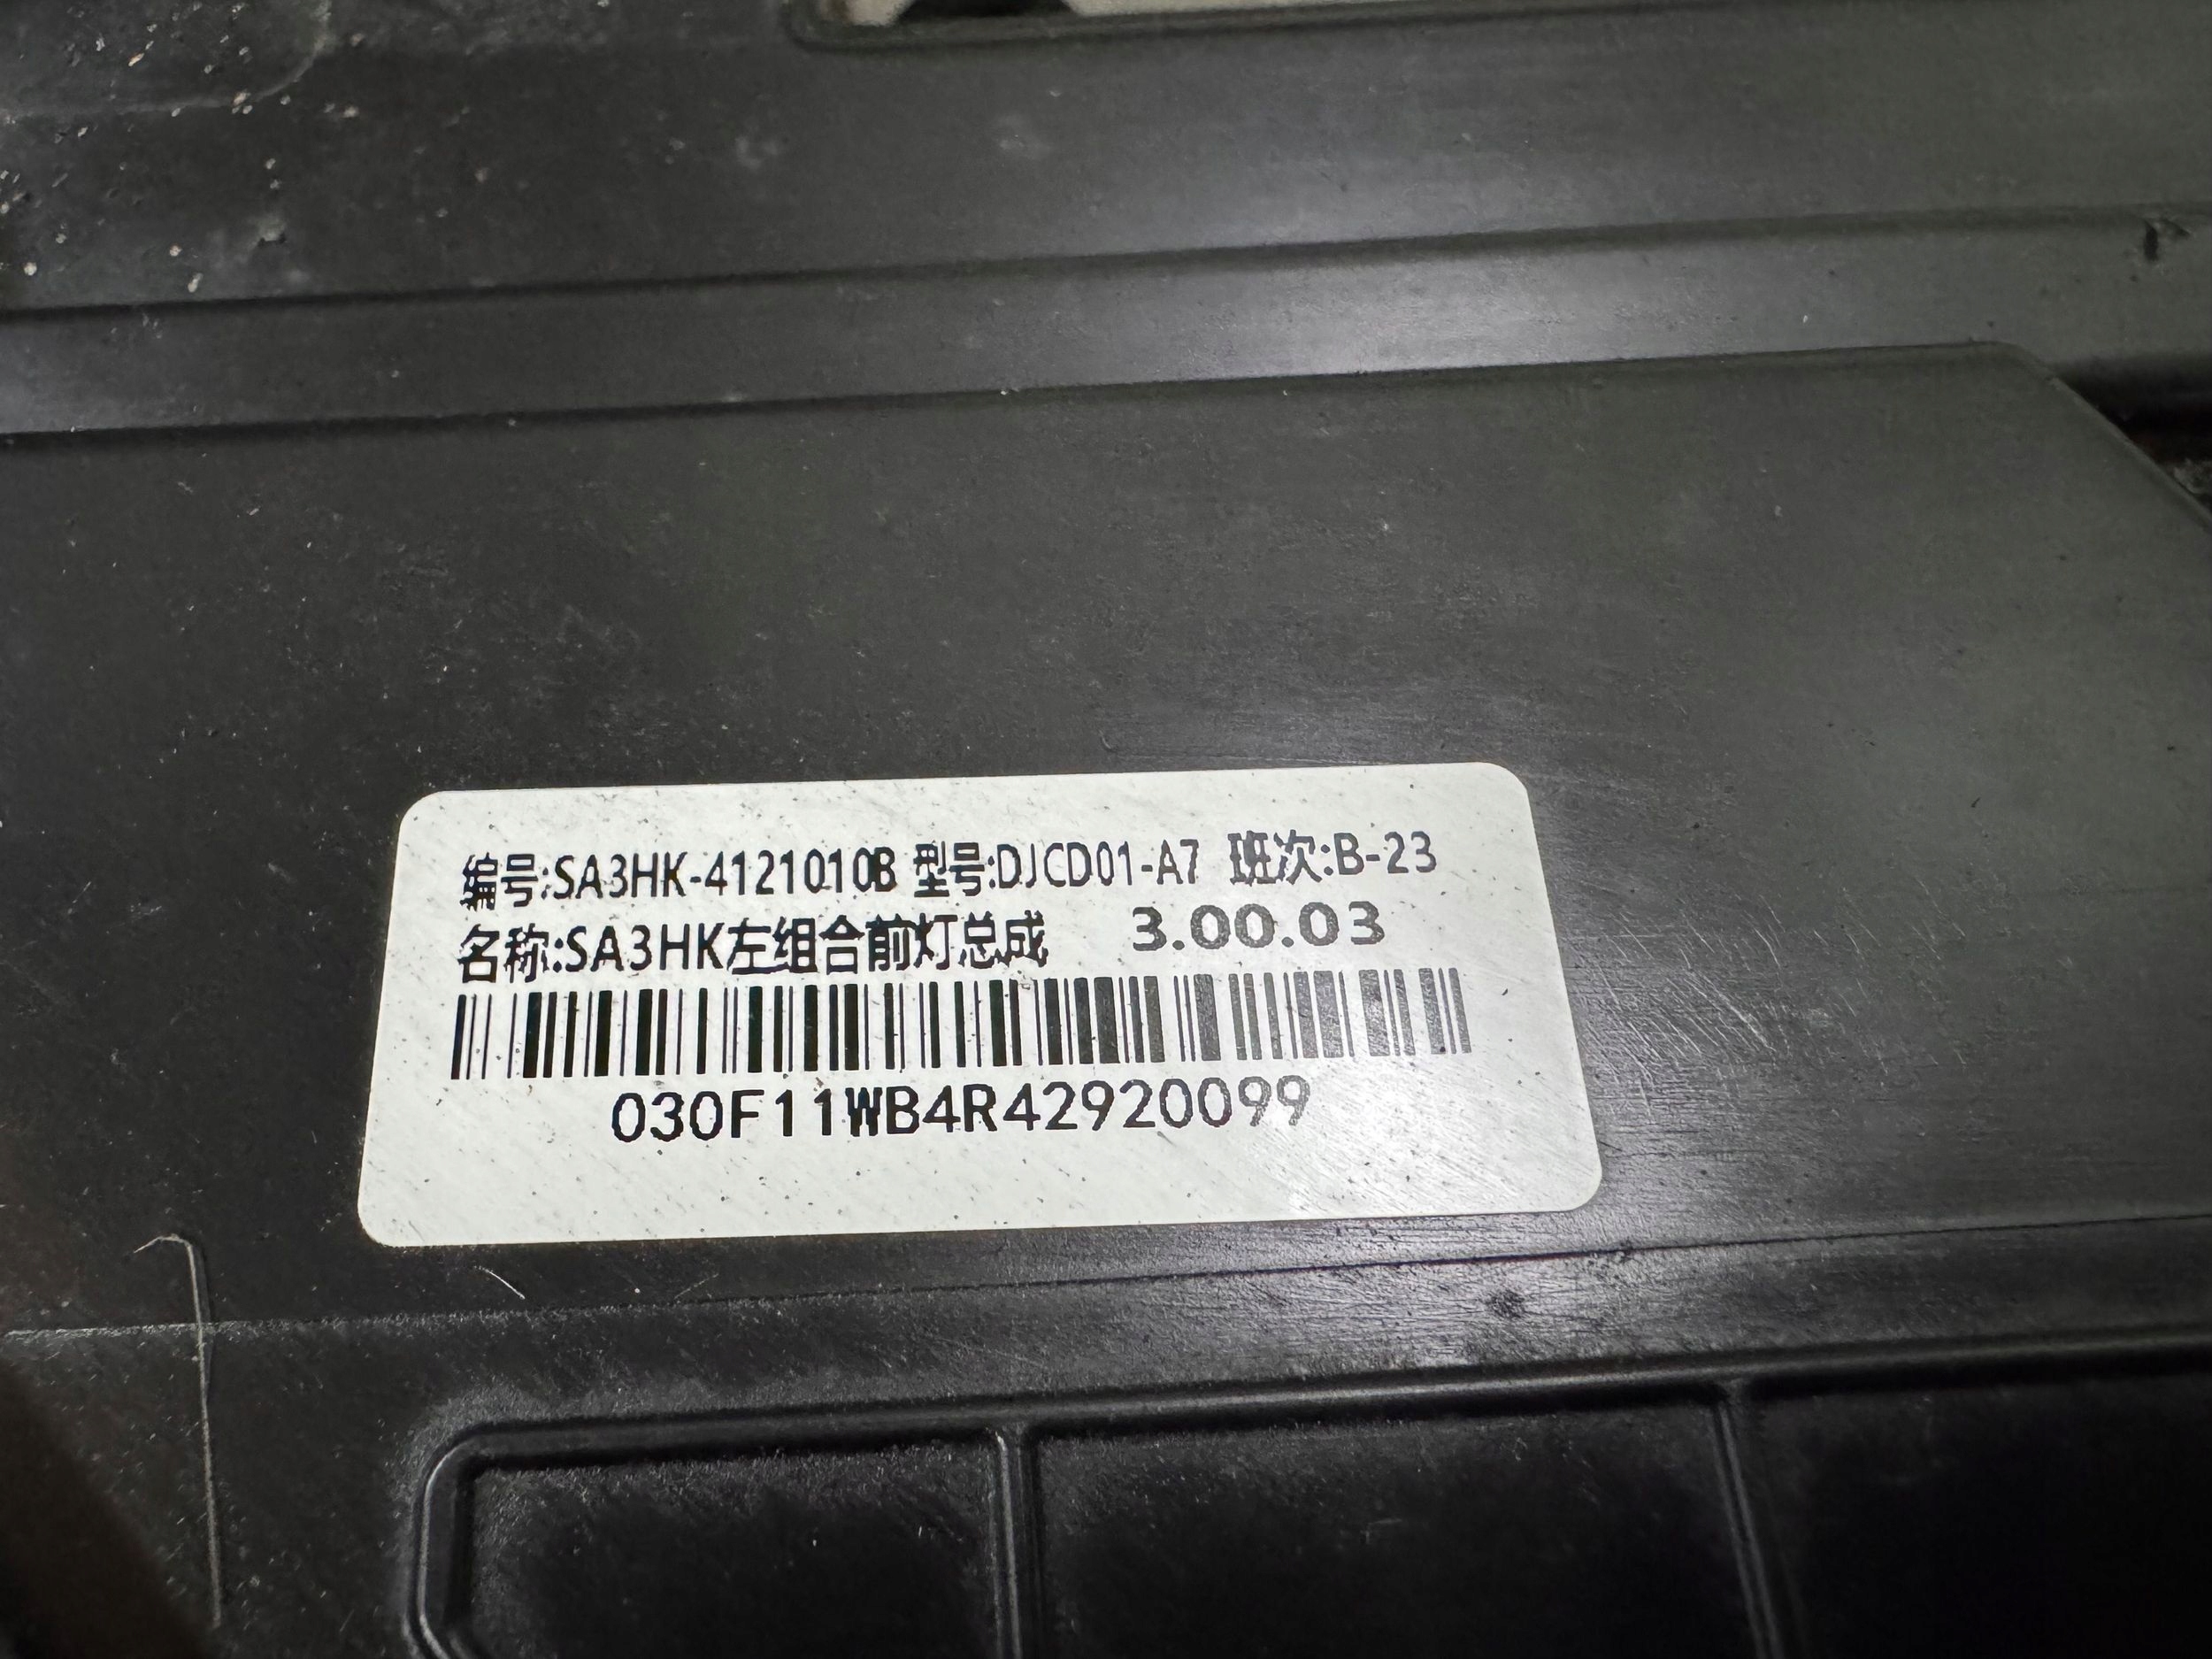 编号:SA3HK-4121010B 型号:DJCD01-A7 班次:B-23
名称:SA3HK左组合前灯总成 3.00.03
030F11WB4R42920099